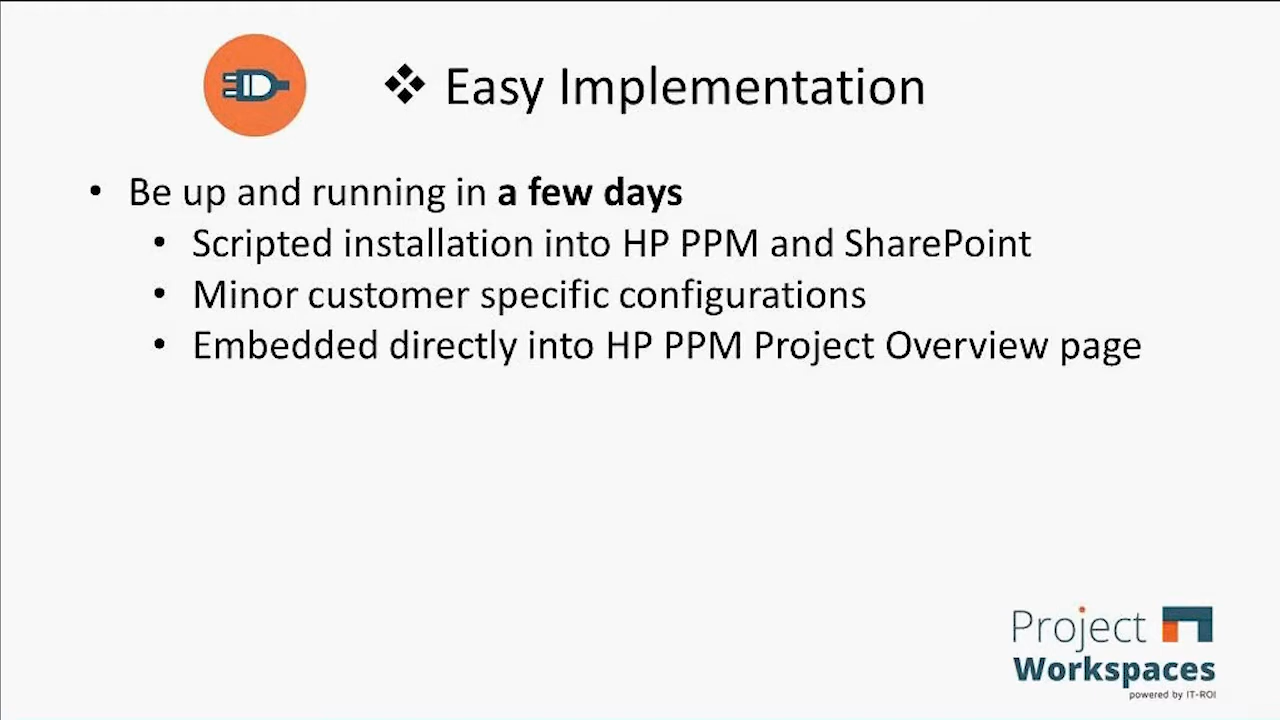 ❖ Easy Implementation
• Be up and running in a few days
• Scripted installation into HP PPM and SharePoint
• Minor customer specific configurations
• Embedded directly into HP PPM Project Overview page
Project
Workspaces
powered by IT-ROI